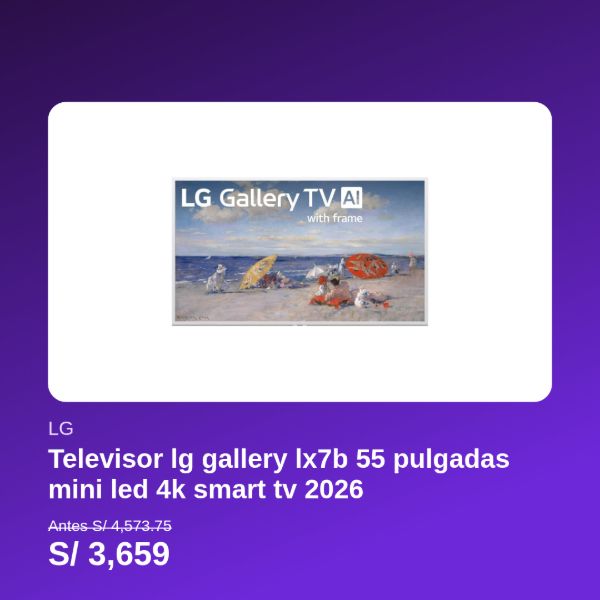 LG Gallery TV AI
with frame
LG
Televisor lg gallery lx7b 55 pulgadas
mini led 4k smart tv 2026
Antes S/ 4,573.75
S/ 3,659